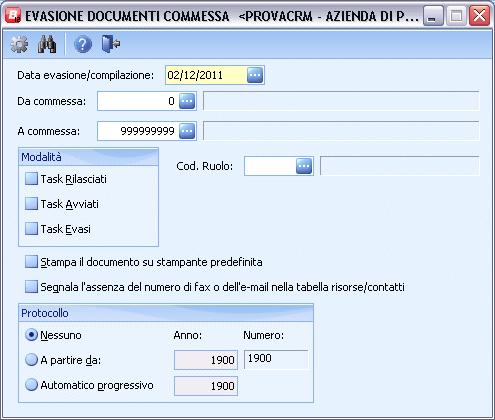 B EVASIONE DOCUMENTI COMMESSA <PROVACRM - AZIENDA DI P...
Data evasione/compilazione: 02/12/2011 ...
Da commessa: 0 ...
A commessa: 999999999 ...
Modalità
Cod. Ruolo: ...
Task Rilasciati
Task Avviati
Task Evasi
Stampa il documento su stampante predefinita
Segnala l'assenza del numero di fax o dell'e-mail nella tabella risorse/contatti
Protocollo
Nessuno Anno: Numero:
A partire da: 1900 1900
Automatico progressivo 1900